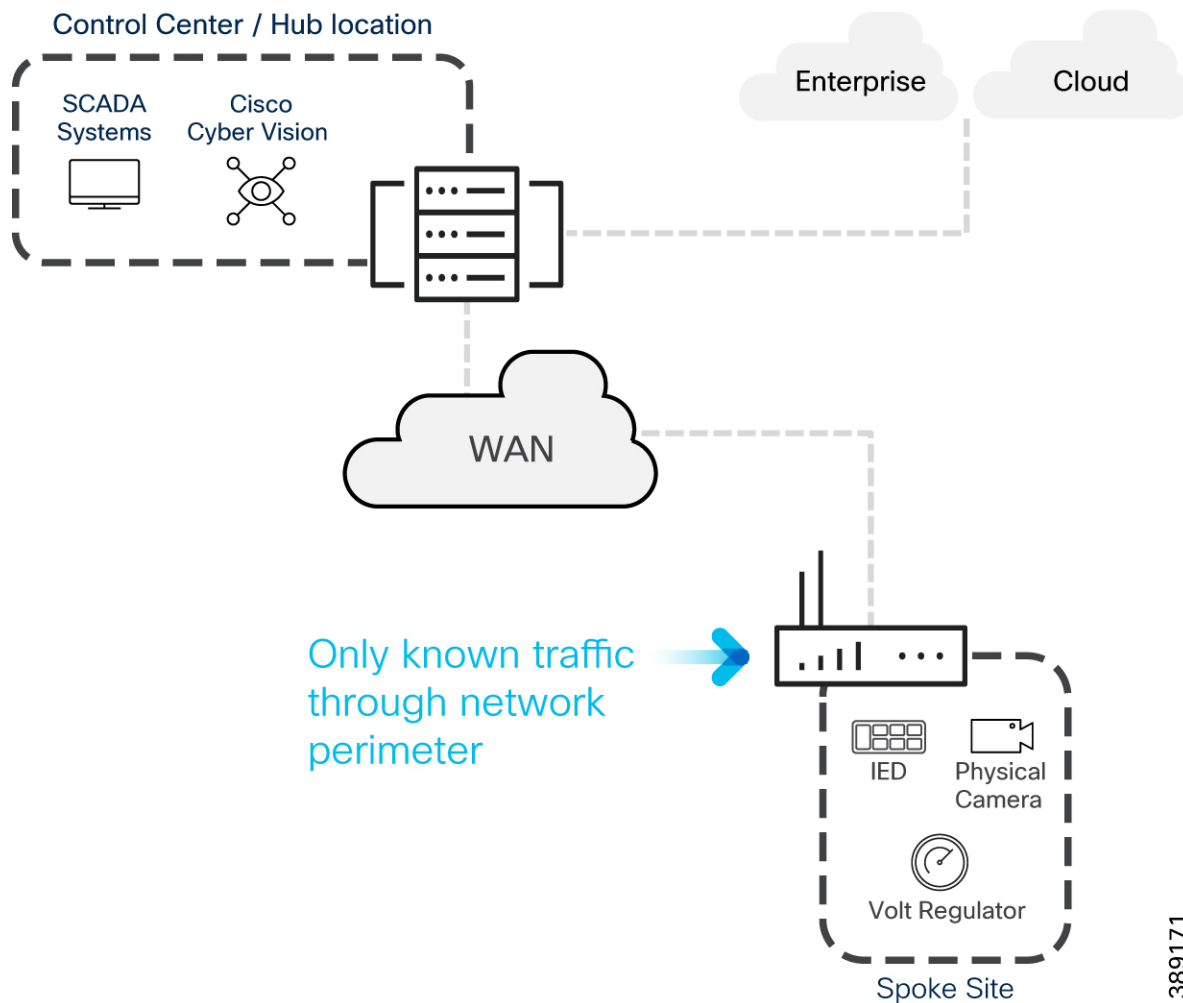 Control Center / Hub location
SCADA
Systems
Cisco
Cyber Vision
Enterprise
Cloud
WAN
Only known traffic
through network
perimeter
IED
Physical
Camera
Volt Regulator
Spoke Site
389171